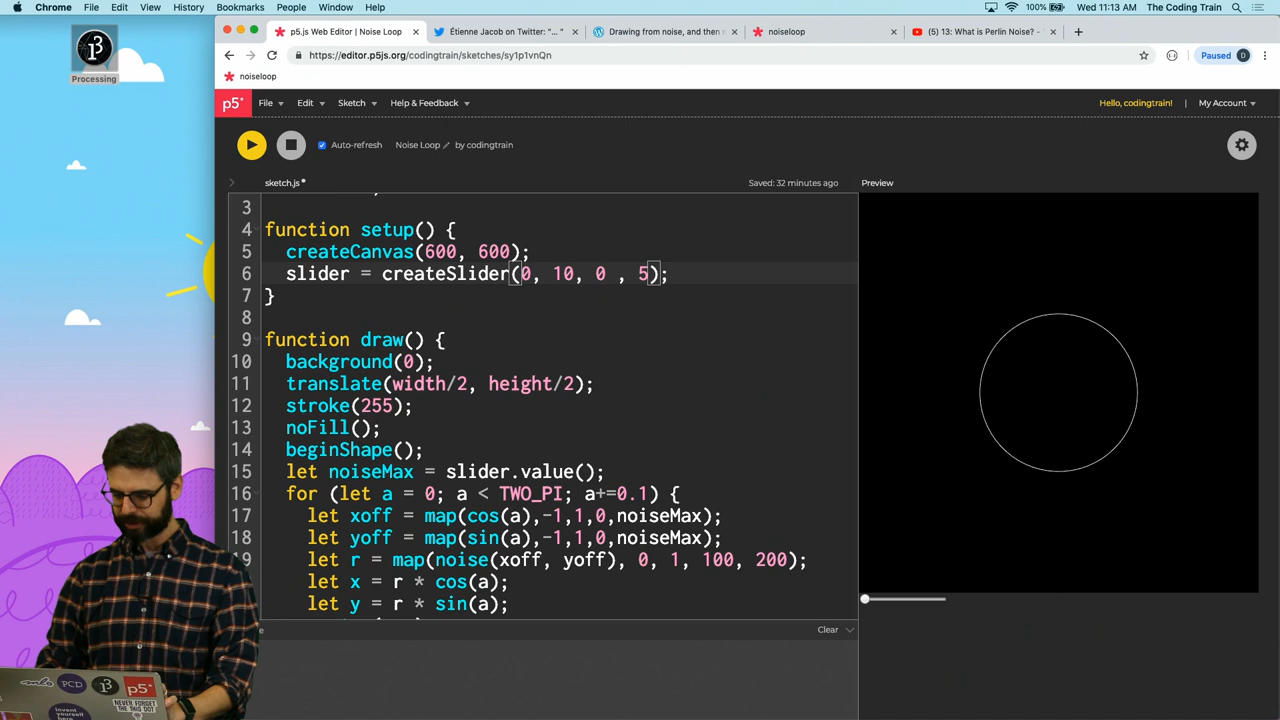 Chrome File Edit View History Bookmarks People Window Help 100% Wed 11:13 AM The Coding Train
p5.js Web Editor | Noise Loop Étienne Jacob on Twitter: "... " Drawing from noise, and then noiseloop (5) 13: What is Perlin Noise? -
https://editor.p5js.org/codingtrain/sketches/sy1p1vnQn Paused D
noiseloop
Processing
p5* File Edit Sketch Help & Feedback Hello, codingtrain! | My Account
Auto-refresh Noise Loop by codingtrain
sketch.js Saved: 32 minutes ago Preview
3
4 function setup() {
5 createCanvas(600, 600);
6 slider = createSlider(0, 10, 0 , 5);
7 }
8
9 function draw() {
10 background(0);
11 translate(width/2, height/2);
12 stroke(255);
13 noFill();
14 beginShape();
15 let noiseMax = slider.value();
16 for (let a = 0; a < TWO_PI; a+=0.1) {
17 let xoff = map(cos(a),-1,1,0,noiseMax);
18 let yoff = map(sin(a),-1,1,0,noiseMax);
19 let r = map(noise(xoff, yoff), 0, 1, 100, 200);
let x = r * cos(a);
let y = r * sin(a);
Clear
PCD
p5*
NEVER FORGET
THE THIS DOT
invent
yourself
here